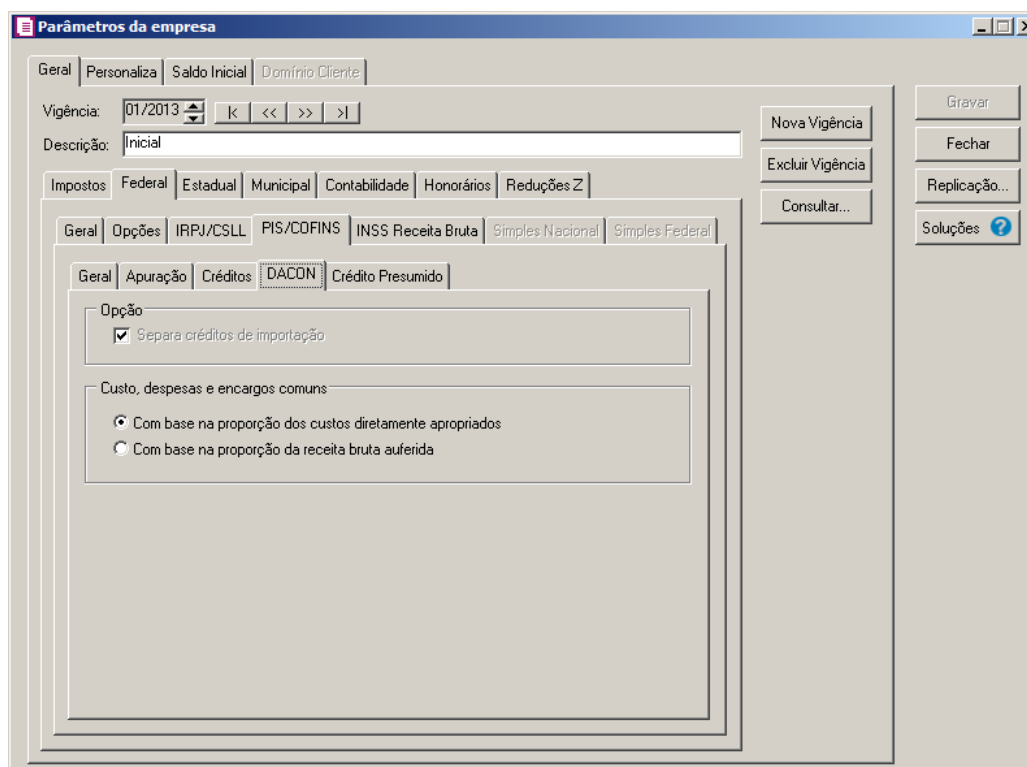 Parâmetros da empresa
Geral Personaliza Saldo Inicial Domínio Cliente
Vigência: 01/2013 |< << >> >|
Descrição: Inicial
Nova Vigência
Excluir Vigência
Consultar...
Gravar
Fechar
Replicação...
Soluções ?
Impostos Federal Estadual Municipal Contabilidade Honorários Reduções Z
Geral Opções IRPJ/CSLL PIS/COFINS INSS Receita Bruta Simples Nacional Simples Federal
Geral Apuração Créditos DACON Crédito Presumido
Opção
Separa créditos de importação
Custo, despesas e encargos comuns
Com base na proporção dos custos diretamente apropriados
Com base na proporção da receita bruta auferida